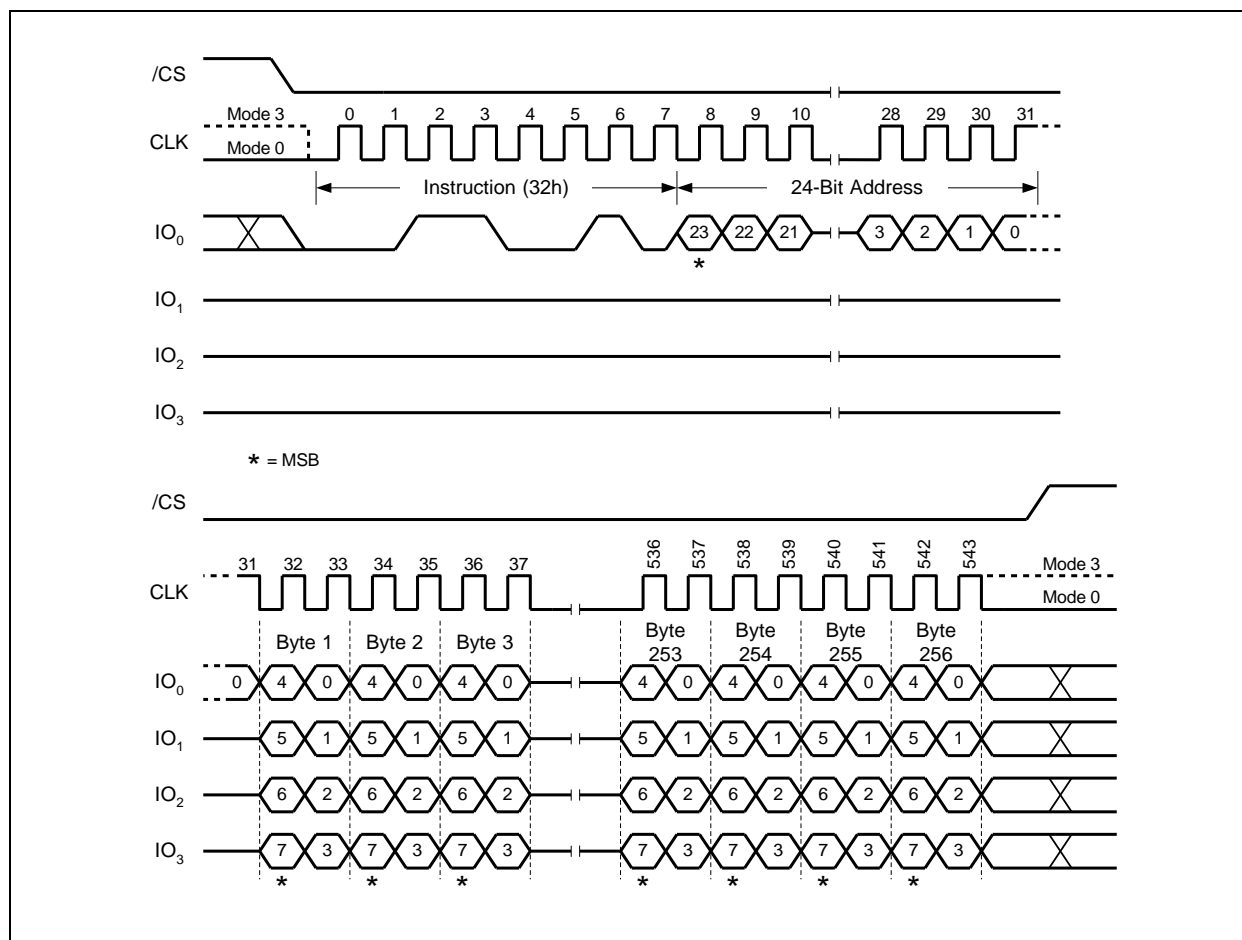 /CS
Mode 3 0 1 2 3 4 5 6 7 8 9 10 28 29 30 31
CLK
Mode 0
Instruction (32h) 24-Bit Address
IO0 23 22 21 3 2 1 0
*
IO1
IO2
IO3
* = MSB
/CS
31 32 33 34 35 36 37 536 537 538 539 540 541 542 543 Mode 3
CLK
Mode 0
Byte 1 Byte 2 Byte 3 Byte 253 Byte 254 Byte 255 Byte 256
IO0 0 4 0 4 0 4 0 4 0 4 0 4 0 4 0
IO1 5 1 5 1 5 1 5 1 5 1 5 1 5 1
IO2 6 2 6 2 6 2 6 2 6 2 6 2 6 2
IO3 7 3 7 3 7 3 7 3 7 3 7 3 7 3
* * * * * * *